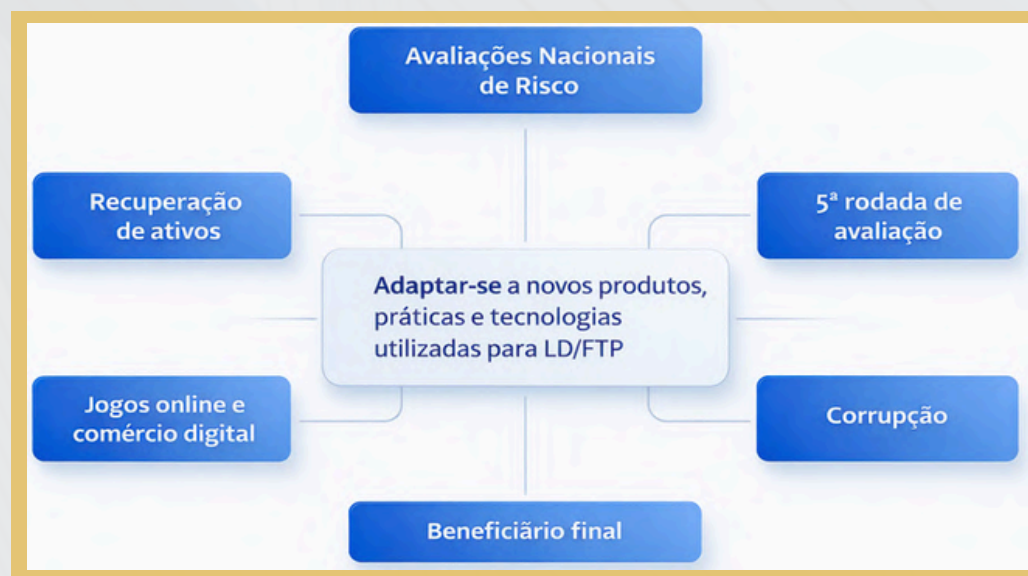 Avaliações Nacionais
de Risco
Recuperação
de ativos
5ª rodada de
avaliação
Adaptar-se a novos produtos,
práticas e tecnologias
utilizadas para LD/FTP
Jogos online e
comércio digital
Corrupção
Beneficiãrio final